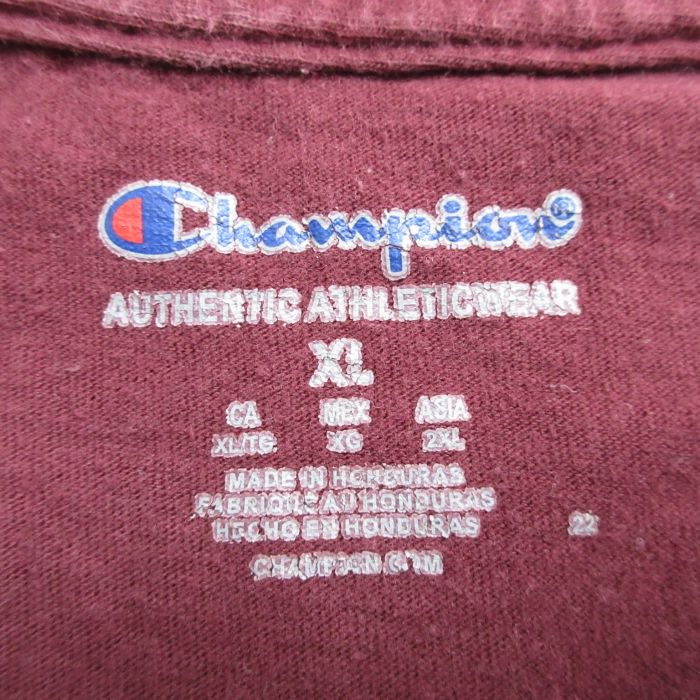 Champion®
AUTHENTIC ATHLETICWEAR
XL
CA MEX ASIA
XL/TG. XG 2XL
MADE IN HONDURAS
FABRIQUE AU HONDURAS
HECHO EN HONDURAS 22
CHAMPION.COM